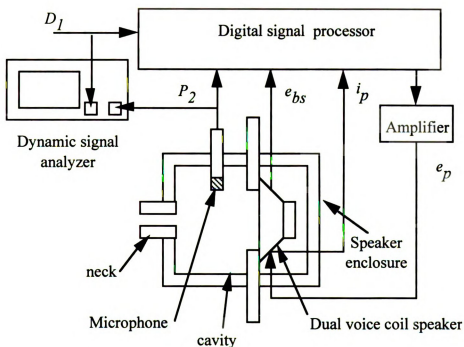 D1
Digital signal processor
P2
ebs
ip
Dynamic signal
analyzer
Amplifier
ep
Speaker
enclosure
neck
Microphone
cavity
Dual voice coil speaker